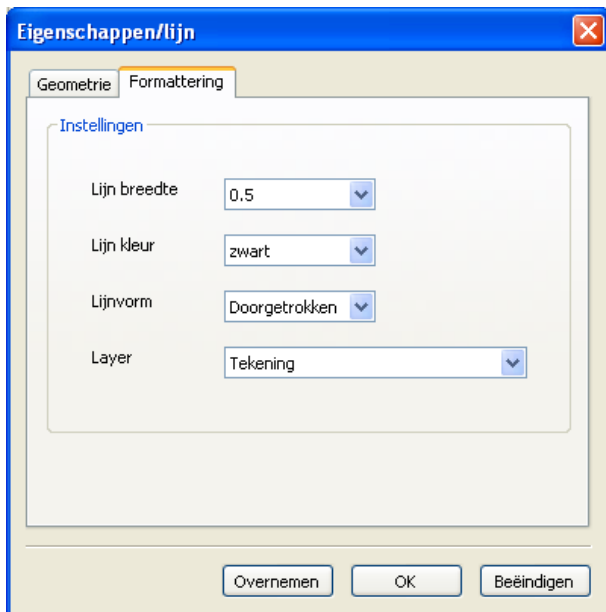 Eigenschappen/lijn
Geometrie Formattering
Instellingen
Lijn breedte 0.5
Lijn kleur zwart
Lijnvorm Doorgetrokken
Layer Tekening
Overnemen OK Beëindigen